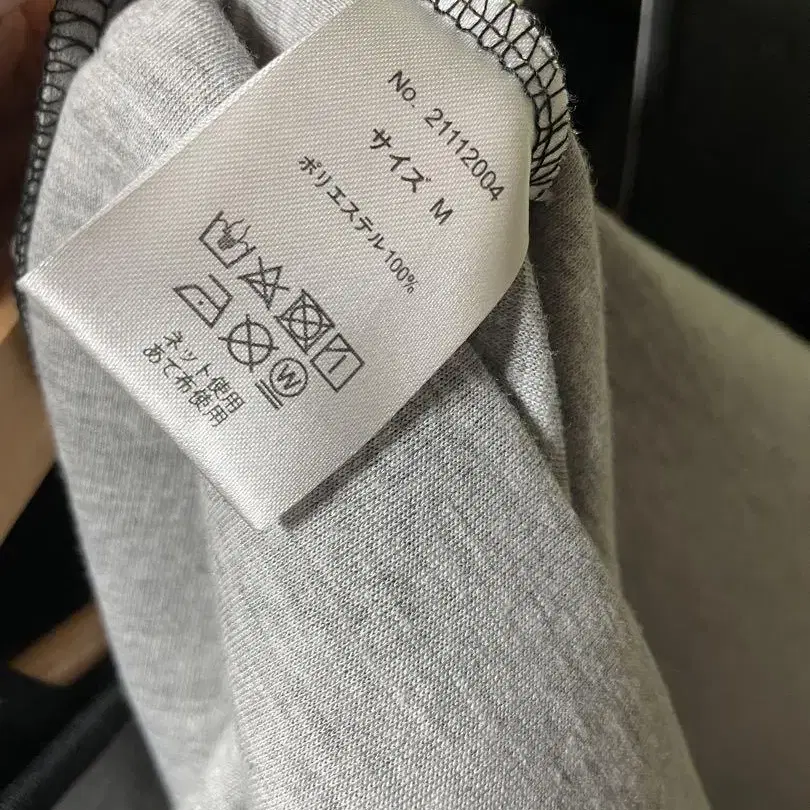 No. 21112004
サイズ M
ポリエステル100%
W
ネット使用
あて布使用